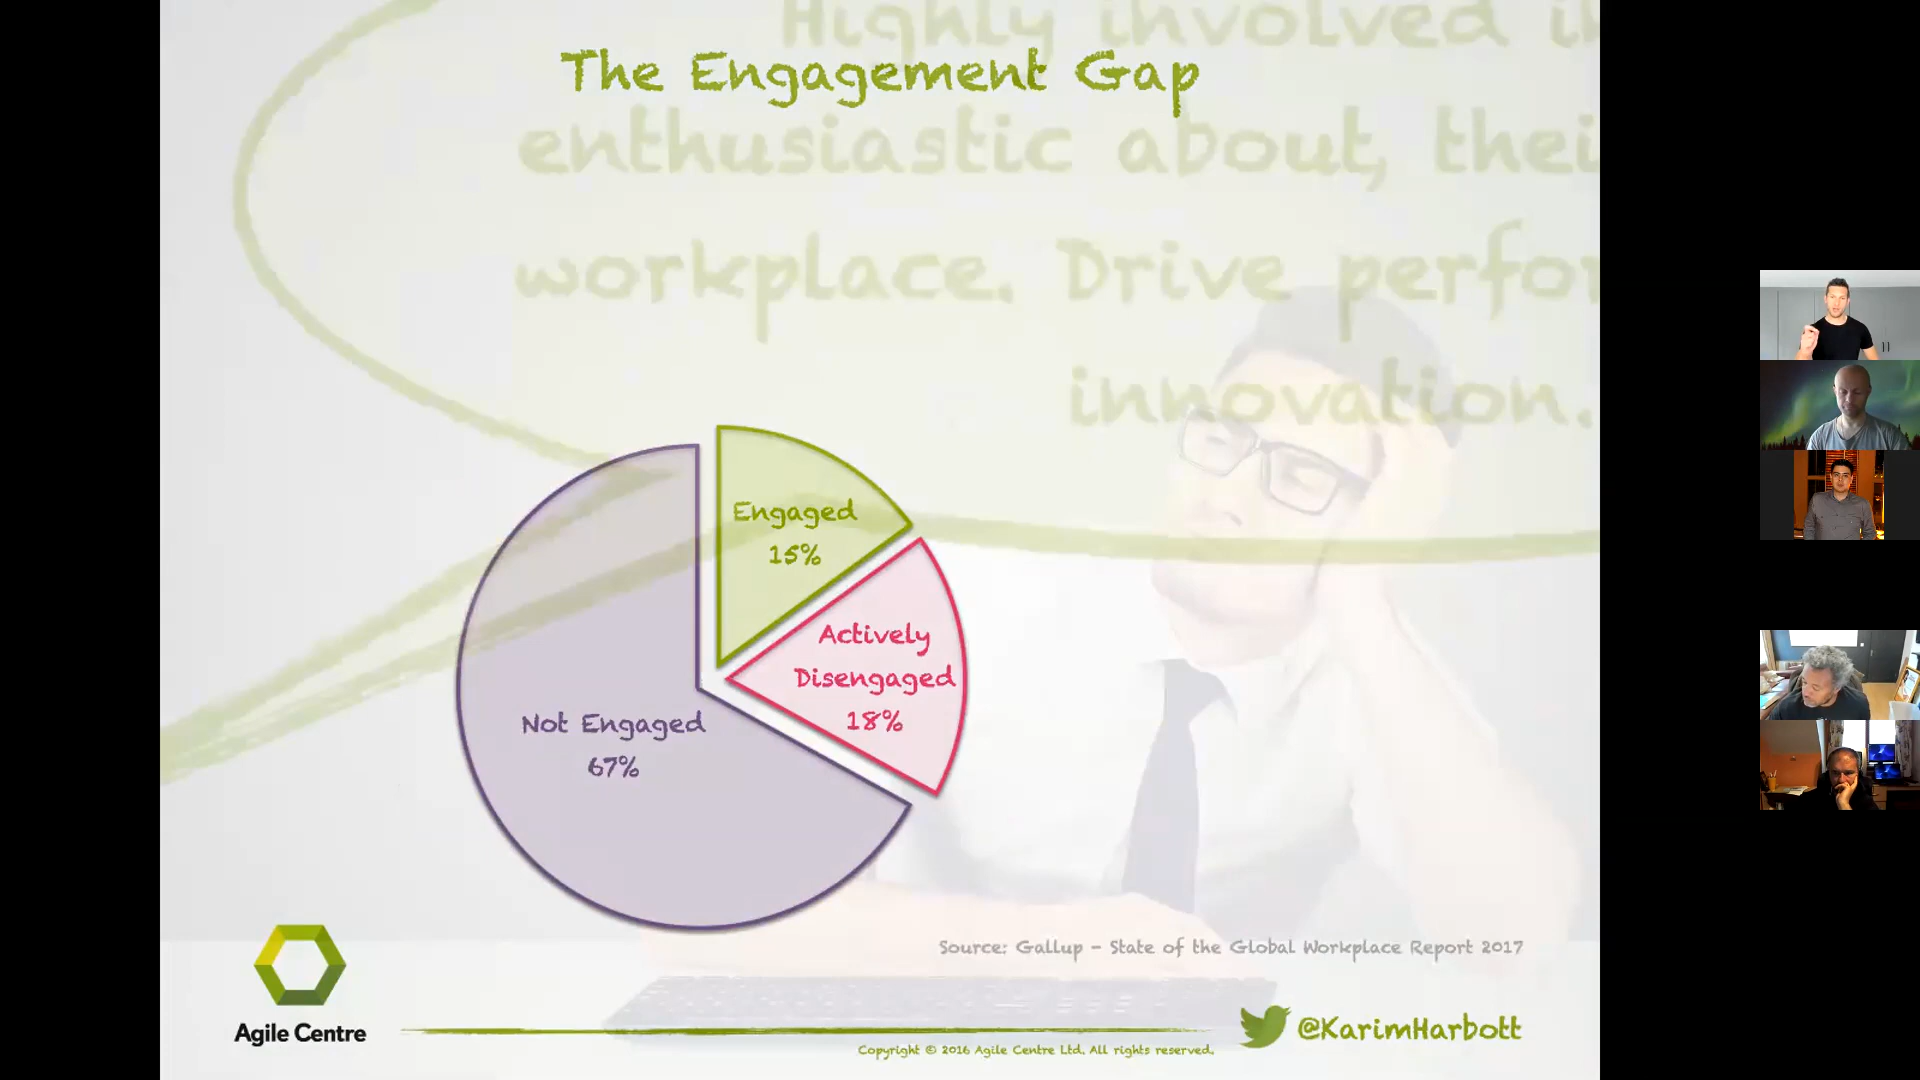 Highly involved i
The Engagement Gap
enthusiastic about, thei
workplace. Drive perfor
innovation.
Engaged
15%
Actively
Disengaged
18%
Not Engaged
67%
Source: Gallup - State of the Global Workplace Report 2017
Agile Centre
@KarimHarbott
Copyright © 2016 Agile Centre Ltd. All rights reserved.